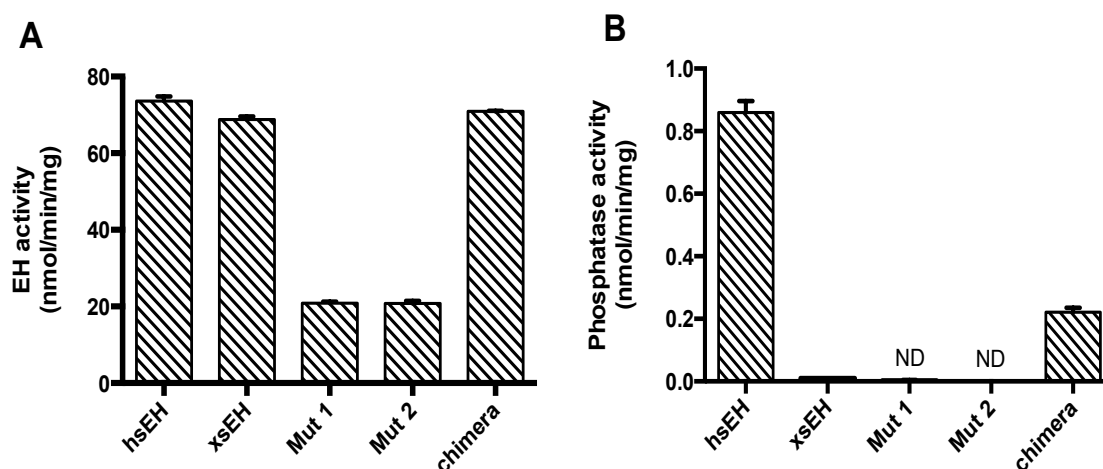 A
EH activity
(nmol/min/mg)
80
60
40
20
0
hsEH
xsEH
Mut 1
Mut 2
chimera
B
Phosphatase activity
(nmol/min/mg)
1.0
0.8
0.6
0.4
0.2
0.0
ND
ND
hsEH
xsEH
Mut 1
Mut 2
chimera